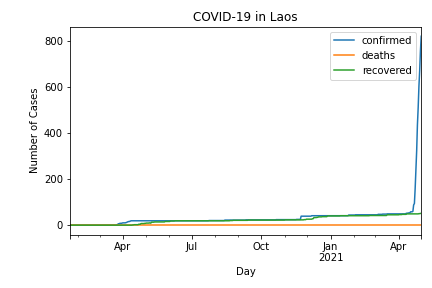 COVID-19 in Laos
confirmed
deaths
recovered
Number of Cases
800
600
400
200
0
Apr
Jul
Oct
Jan
2021
Apr
Day